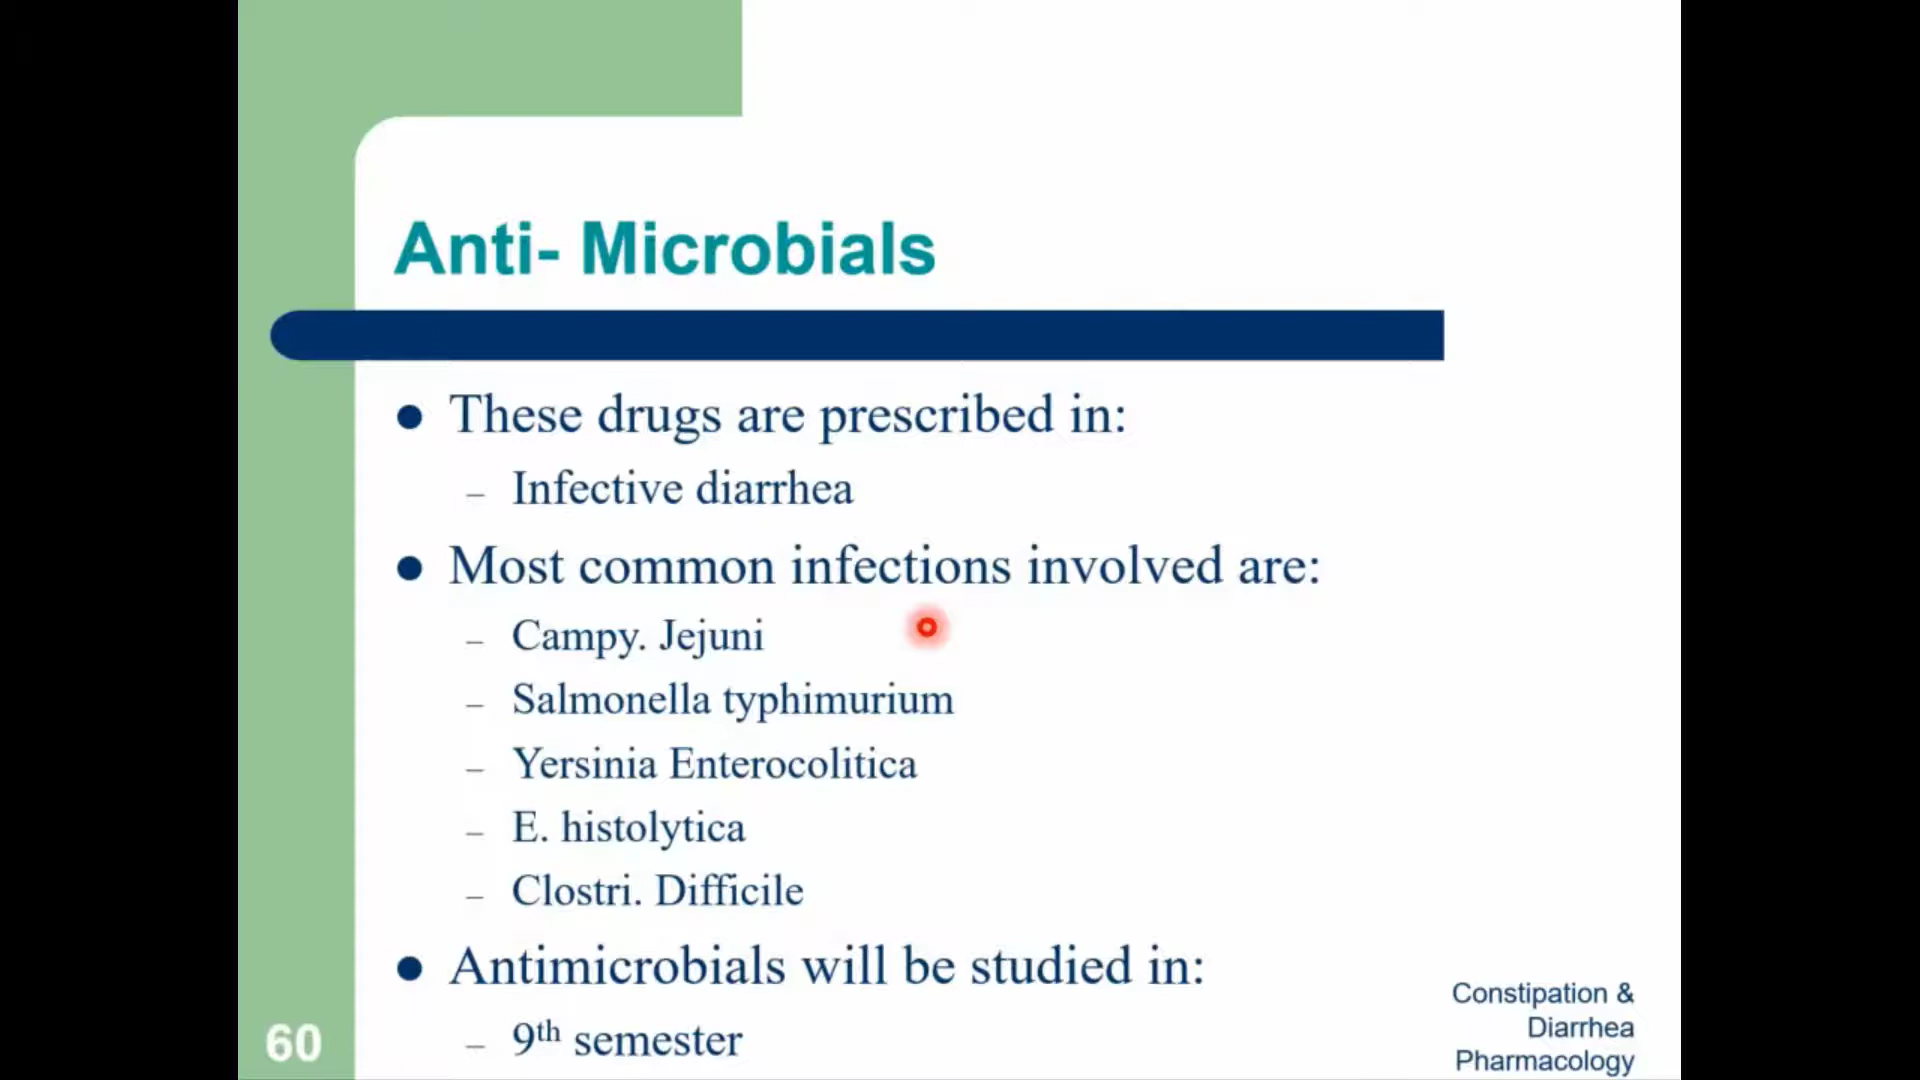 Anti- Microbials
These drugs are prescribed in:
– Infective diarrhea
Most common infections involved are:
– Campy. Jejuni
– Salmonella typhimurium
– Yersinia Enterocolitica
– E. histolytica
– Clostri. Difficile
Antimicrobials will be studied in:
– 9th semester
60
Constipation &
Diarrhea
Pharmacology